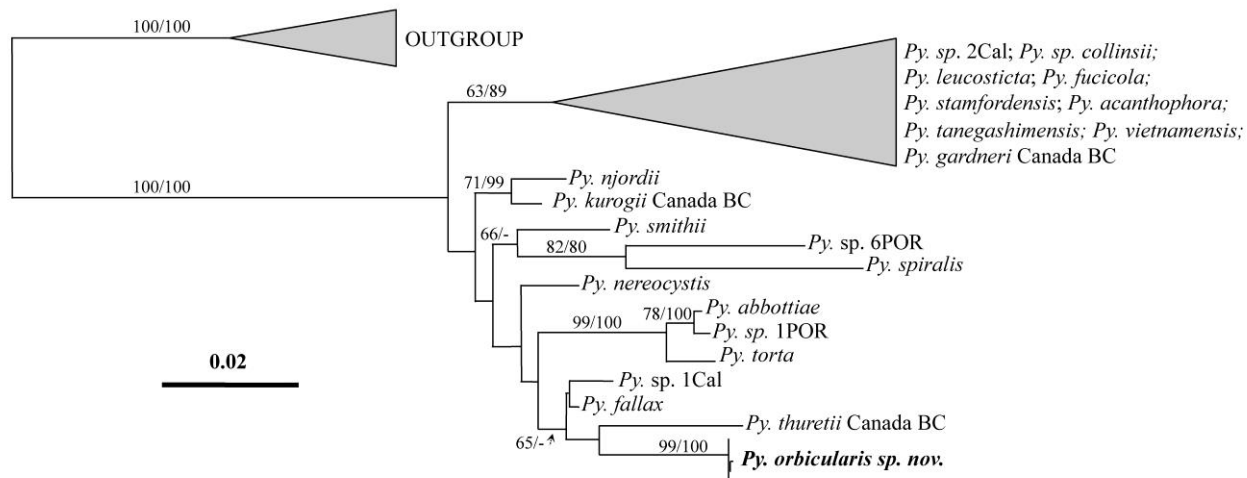 100/100
OUTGROUP
63/89
Py. sp. 2Cal; Py. sp. collinsii;
Py. leucosticta; Py. fucicola;
Py. stamfordensis; Py. acanthophora;
Py. tanegashimensis; Py. vietnamensis;
Py. gardneri Canada BC
100/100
71/99
Py. njordii
Py. kurogii Canada BC
66/-
Py. smithii
82/80
Py. sp. 6POR
Py. spiralis
Py. nereocystis
99/100
78/100
Py. abbottiae
Py. sp. 1POR
Py. torta
0.02
Py. sp. 1Cal
Py. fallax
65/-
Py. thuretii Canada BC
99/100
Py. orbicularis sp. nov.